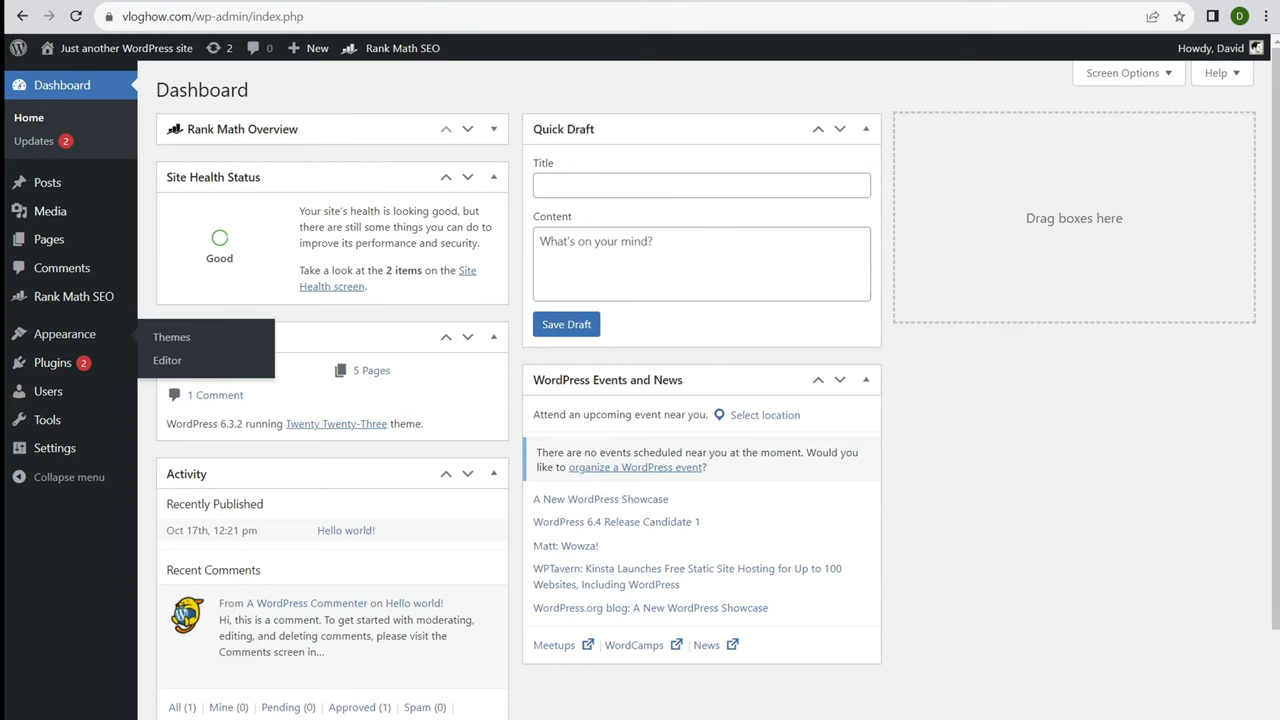 vloghow.com/wp-admin/index.php
D
Just another WordPress site
2
0
New
Rank Math SEO
Howdy, David
Dashboard
Home
Updates 2
Posts
Media
Pages
Comments
Rank Math SEO
Appearance
Plugins 2
Users
Tools
Settings
Collapse menu
Themes
Editor
Dashboard
Screen Options
Help
Rank Math Overview
Site Health Status
Good
Your site's health is looking good, but
there are still some things you can do to
improve its performance and security.
Take a look at the 2 items on the Site
Health screen.
5 Pages
1 Comment
WordPress 6.3.2 running Twenty Twenty-Three theme.
Activity
Recently Published
Oct 17th, 12:21 pm Hello world!
Recent Comments
From A WordPress Commenter on Hello world!
Hi, this is a comment. To get started with moderating,
editing, and deleting comments, please visit the
Comments screen in…
All (1) | Mine (0) | Pending (0) | Approved (1) | Spam (0) |
Quick Draft
Title
Content
What's on your mind?
Save Draft
WordPress Events and News
Attend an upcoming event near you. Select location
There are no events scheduled near you at the moment. Would you
like to organize a WordPress event?
A New WordPress Showcase
WordPress 6.4 Release Candidate 1
Matt: Wowza!
WPTavern: Kinsta Launches Free Static Site Hosting for Up to 100
Websites, Including WordPress
WordPress.org blog: A New WordPress Showcase
Meetups | WordCamps | News
Drag boxes here